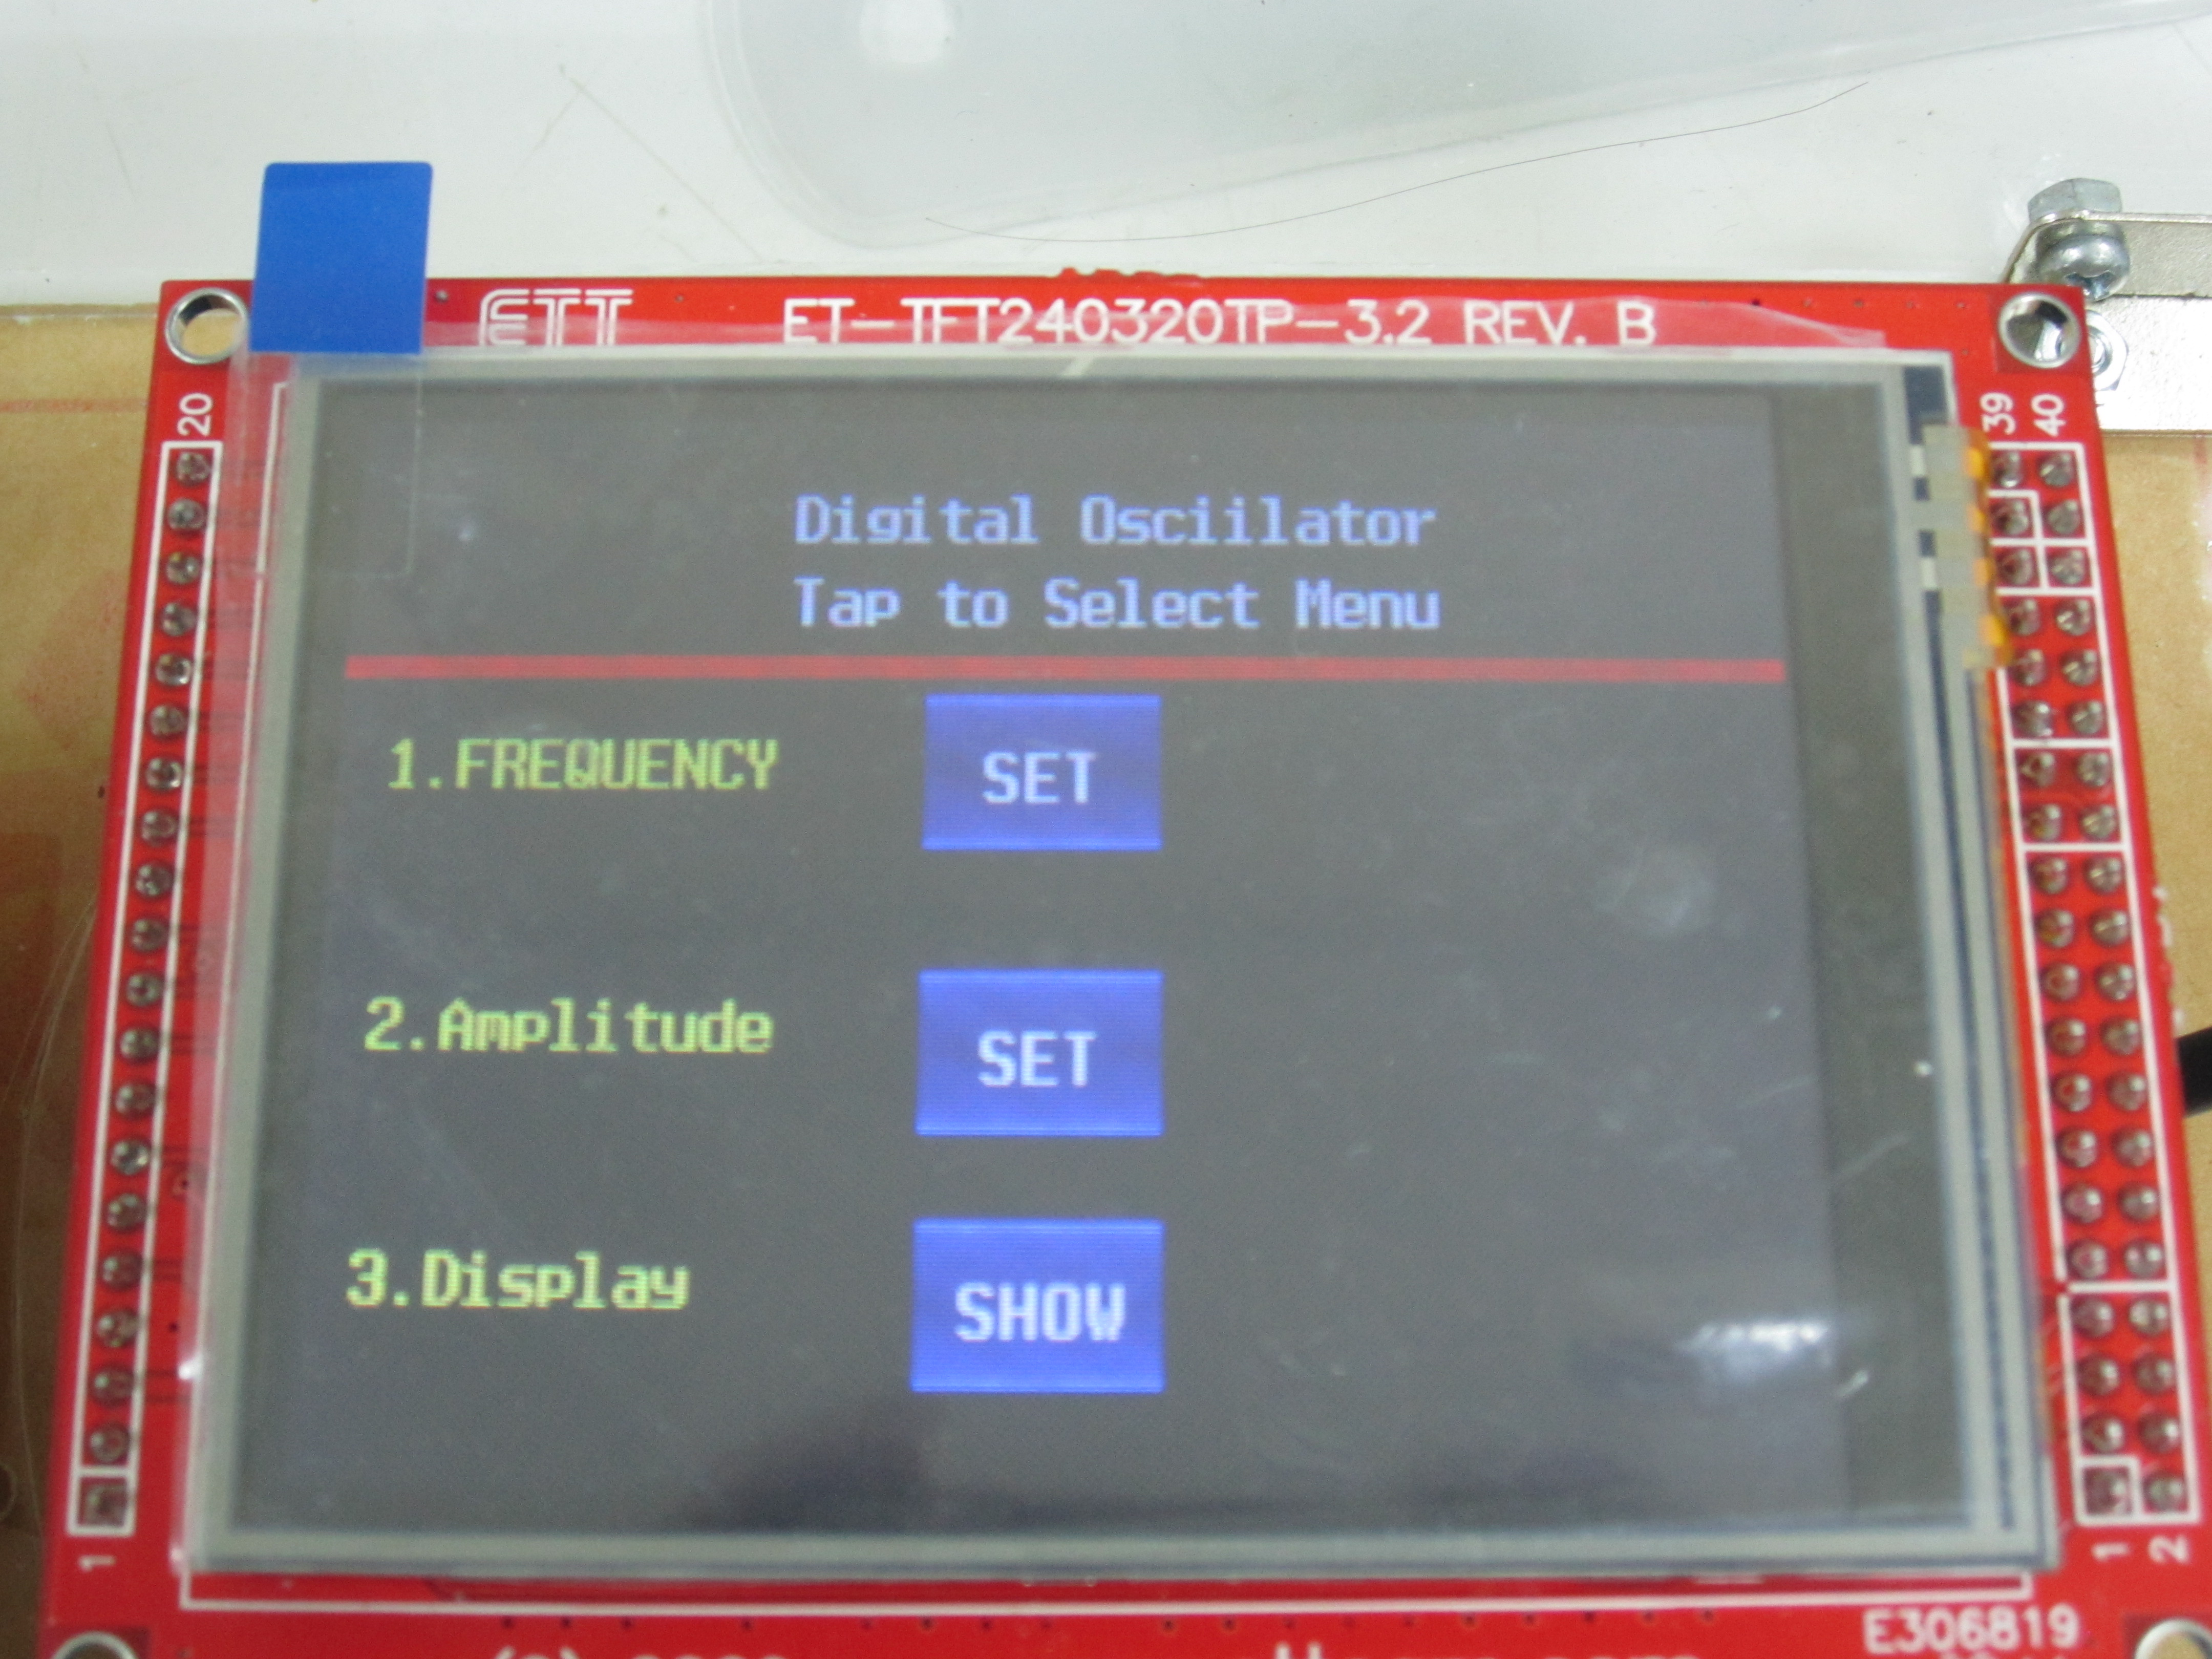 ETT ET-TFT240320TP-3.2 REV. B
20
39 40
Digital Osciilator
Tap to Select Menu
1.FREQUENCY SET
2.Amplitude SET
3.Display SHOW
1
1 2
E306819